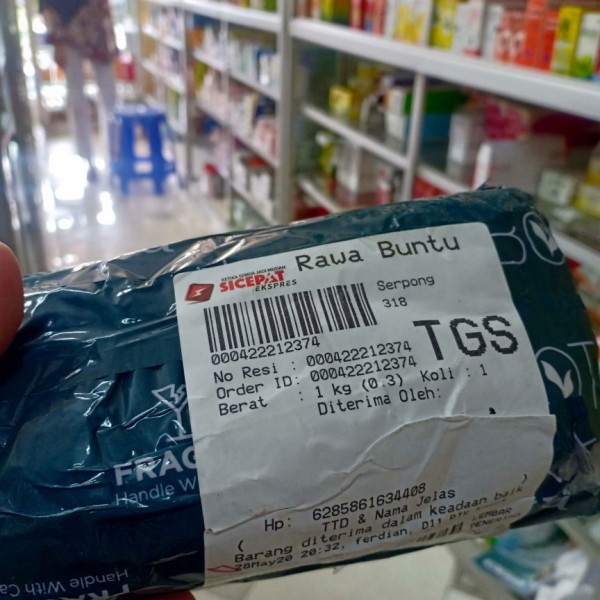 Rawa Buntu
SICEPAT
EKSPRES
Serpong
318
000422212374
TGS
No Resi : 000422212374
Order ID: 000422212374
Berat : 1 kg (0.3) Koli : 1
Diterima Oleh:
FRAG
Handle W
Hp: 6285861634408
( TTD & Nama Jelas )
Barang diterima dalam keadaan baik
20:32, ferdian,
LEMBAR
Handle With Ca